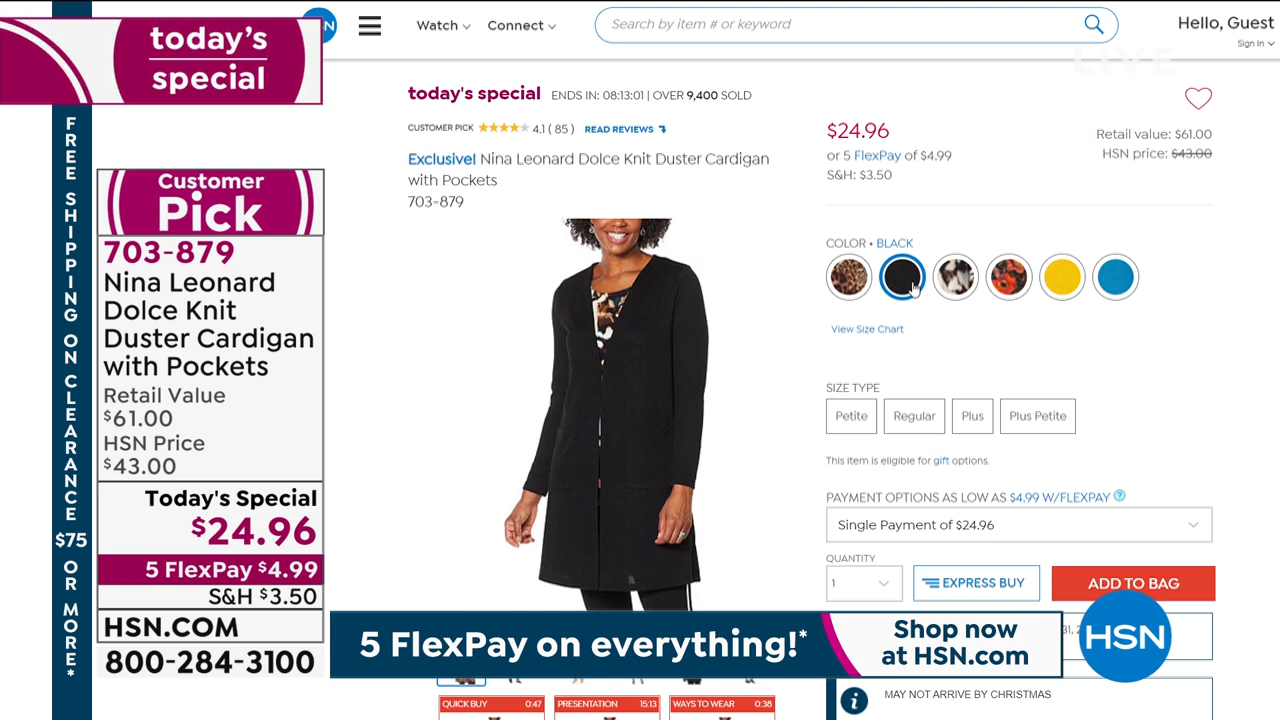 today's
special
FREE SHIPPING ON CLEARANCE $75 OR MORE*
Customer
Pick
703-879
Nina Leonard
Dolce Knit
Duster Cardigan
with Pockets
Retail Value
$61.00
HSN Price
$43.00
Today's Special
$24.96
5 FlexPay $4.99
S&H $3.50
HSN.COM
800-284-3100
Watch
Connect
Search by item # or keyword
Hello, Guest
Sign In
LIVE
today's special ENDS IN: 08:13:01 | OVER 9,400 SOLD
CUSTOMER PICK 4.1 ( 85 ) READ REVIEWS
Exclusive! Nina Leonard Dolce Knit Duster Cardigan
with Pockets
703-879
$24.96
or 5 FlexPay of $4.99
S&H: $3.50
Retail value: $61.00
HSN price: $43.00
COLOR • BLACK
View Size Chart
SIZE TYPE
Petite
Regular
Plus
Plus Petite
This item is eligible for gift options.
PAYMENT OPTIONS AS LOW AS $4.99 W/FLEXPAY ?
Single Payment of $24.96
QUANTITY
1
EXPRESS BUY
ADD TO BAG
5 FlexPay on everything!*
Shop now
at HSN.com
HSN
MAY NOT ARRIVE BY CHRISTMAS
QUICK BUY 0:47
PRESENTATION 15:13
WAYS TO WEAR 0:38